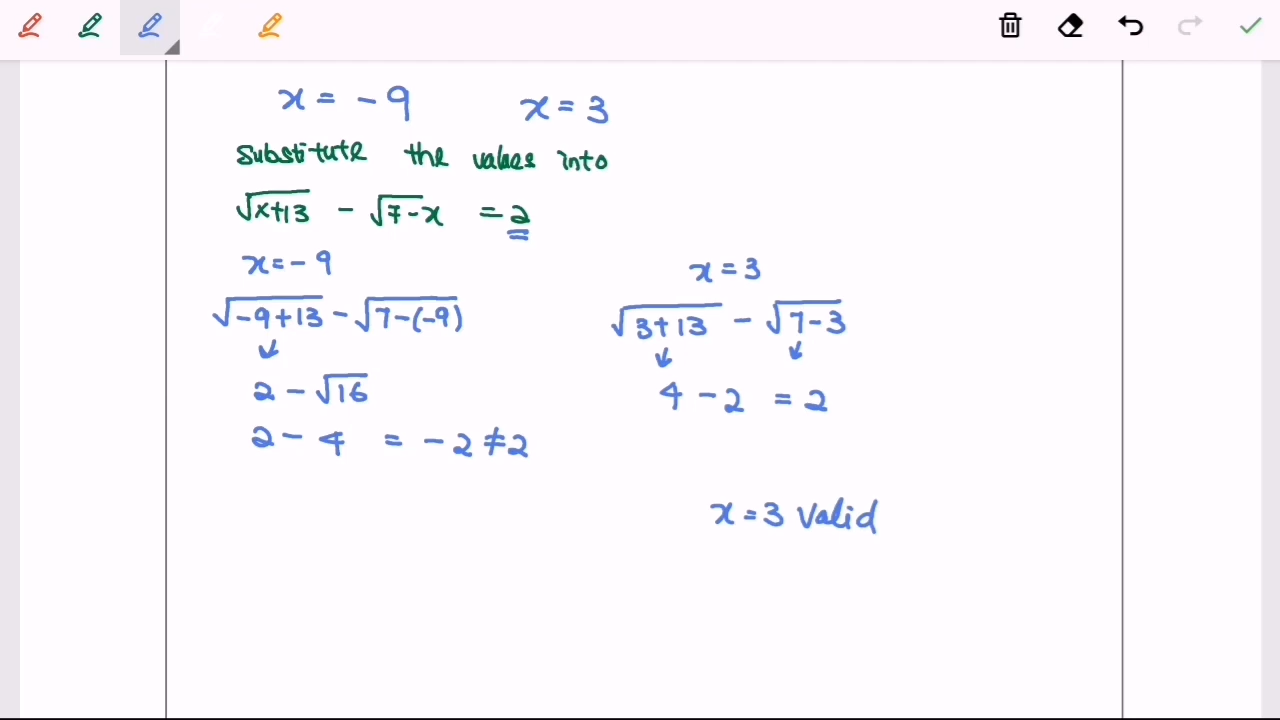 x = -9 x = 3
Substitute the values into
√x+13 - √7-x = 2
x = -9 x = 3
√-9+13 - √7-(-9) √3+13 - √7-3
2 - √16 4 - 2 = 2
2 - 4 = -2 ≠ 2
x = 3 valid